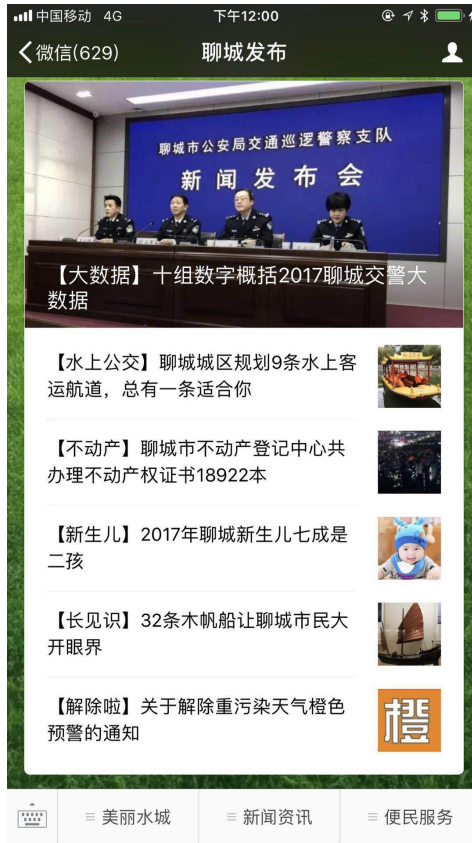 中国移动 4G 下午12:00
微信(629) 聊城发布
聊城市公安局交通巡逻警察支队
新闻发布会
【大数据】十组数字概括2017聊城交警大
数据
【水上公交】聊城城区规划9条水上客
运航道，总有一条适合你
【不动产】聊城市不动产登记中心共
办理不动产权证书18922本
【新生儿】2017年聊城新生儿七成是
二孩
【长见识】32条木帆船让聊城市民大
开眼界
【解除啦】关于解除重污染天气橙色
预警的通知
橙
美丽水城 新闻资讯 便民服务